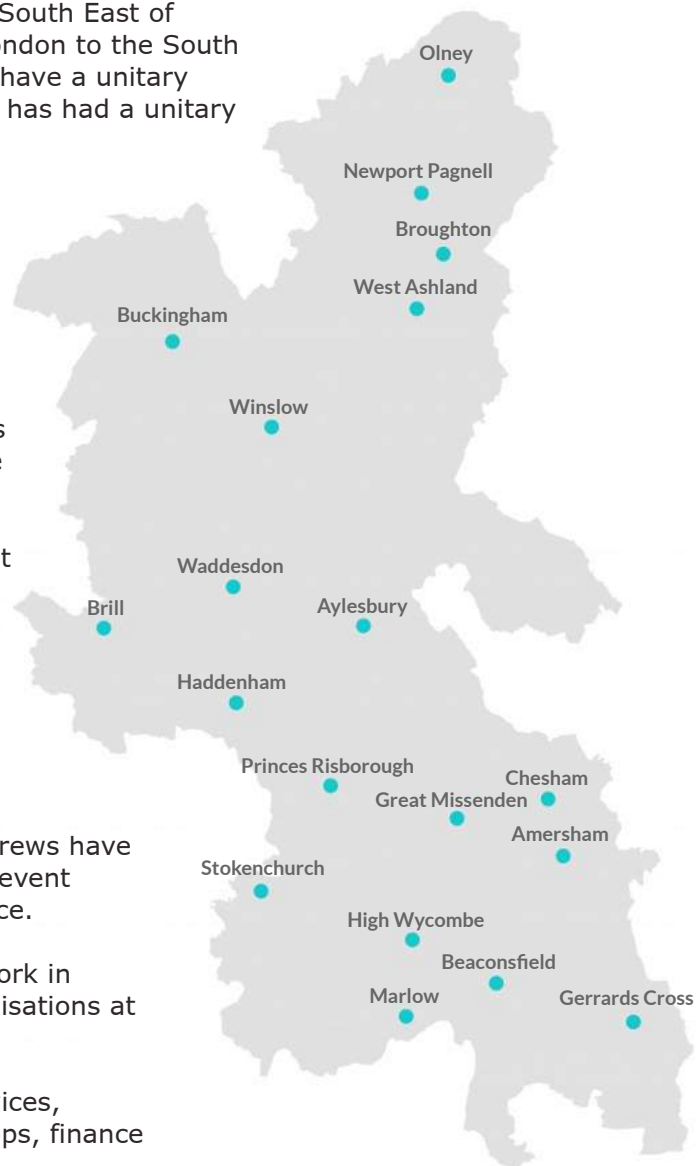 South East of
ndon to the South
have a unitary
has had a unitary
Olney
Newport Pagnell
Broughton
West Ashland
Buckingham
Winslow
s
e
t
Waddesdon
Brill
Aylesbury
Haddenham
Princes Risborough
Chesham
Great Missenden
Amersham
rews have
event
ce.
Stokenchurch
High Wycombe
ork in
isations at
Beaconsfield
Marlow
Gerrards Cross
ices,
ps, finance